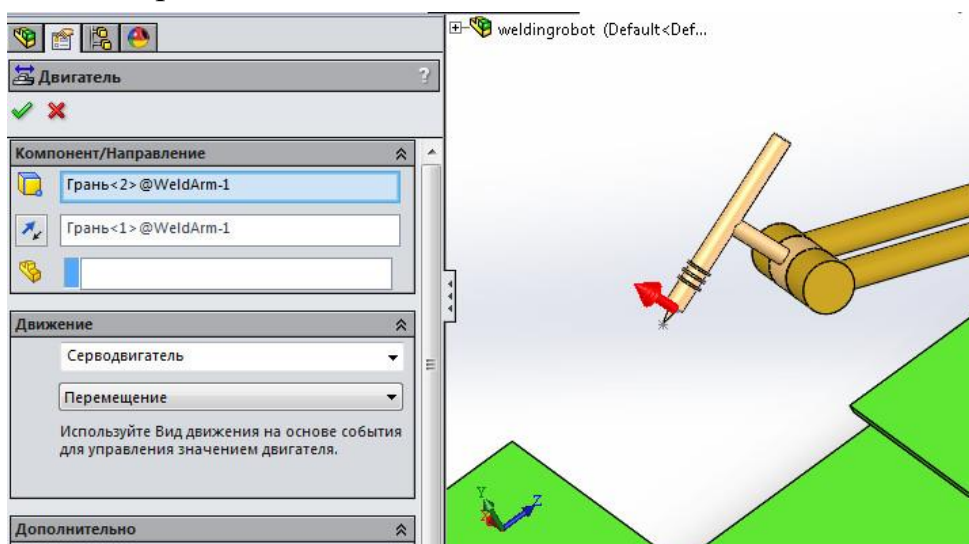 weldingrobot (Default<Def...
Двигатель ?
Компонент/Направление
Грань<2>@WeldArm-1
Грань<1>@WeldArm-1
Движение
Серводвигатель
Перемещение
Используйте Вид движения на основе события
для управления значением двигателя.
Дополнительно
Y
Z